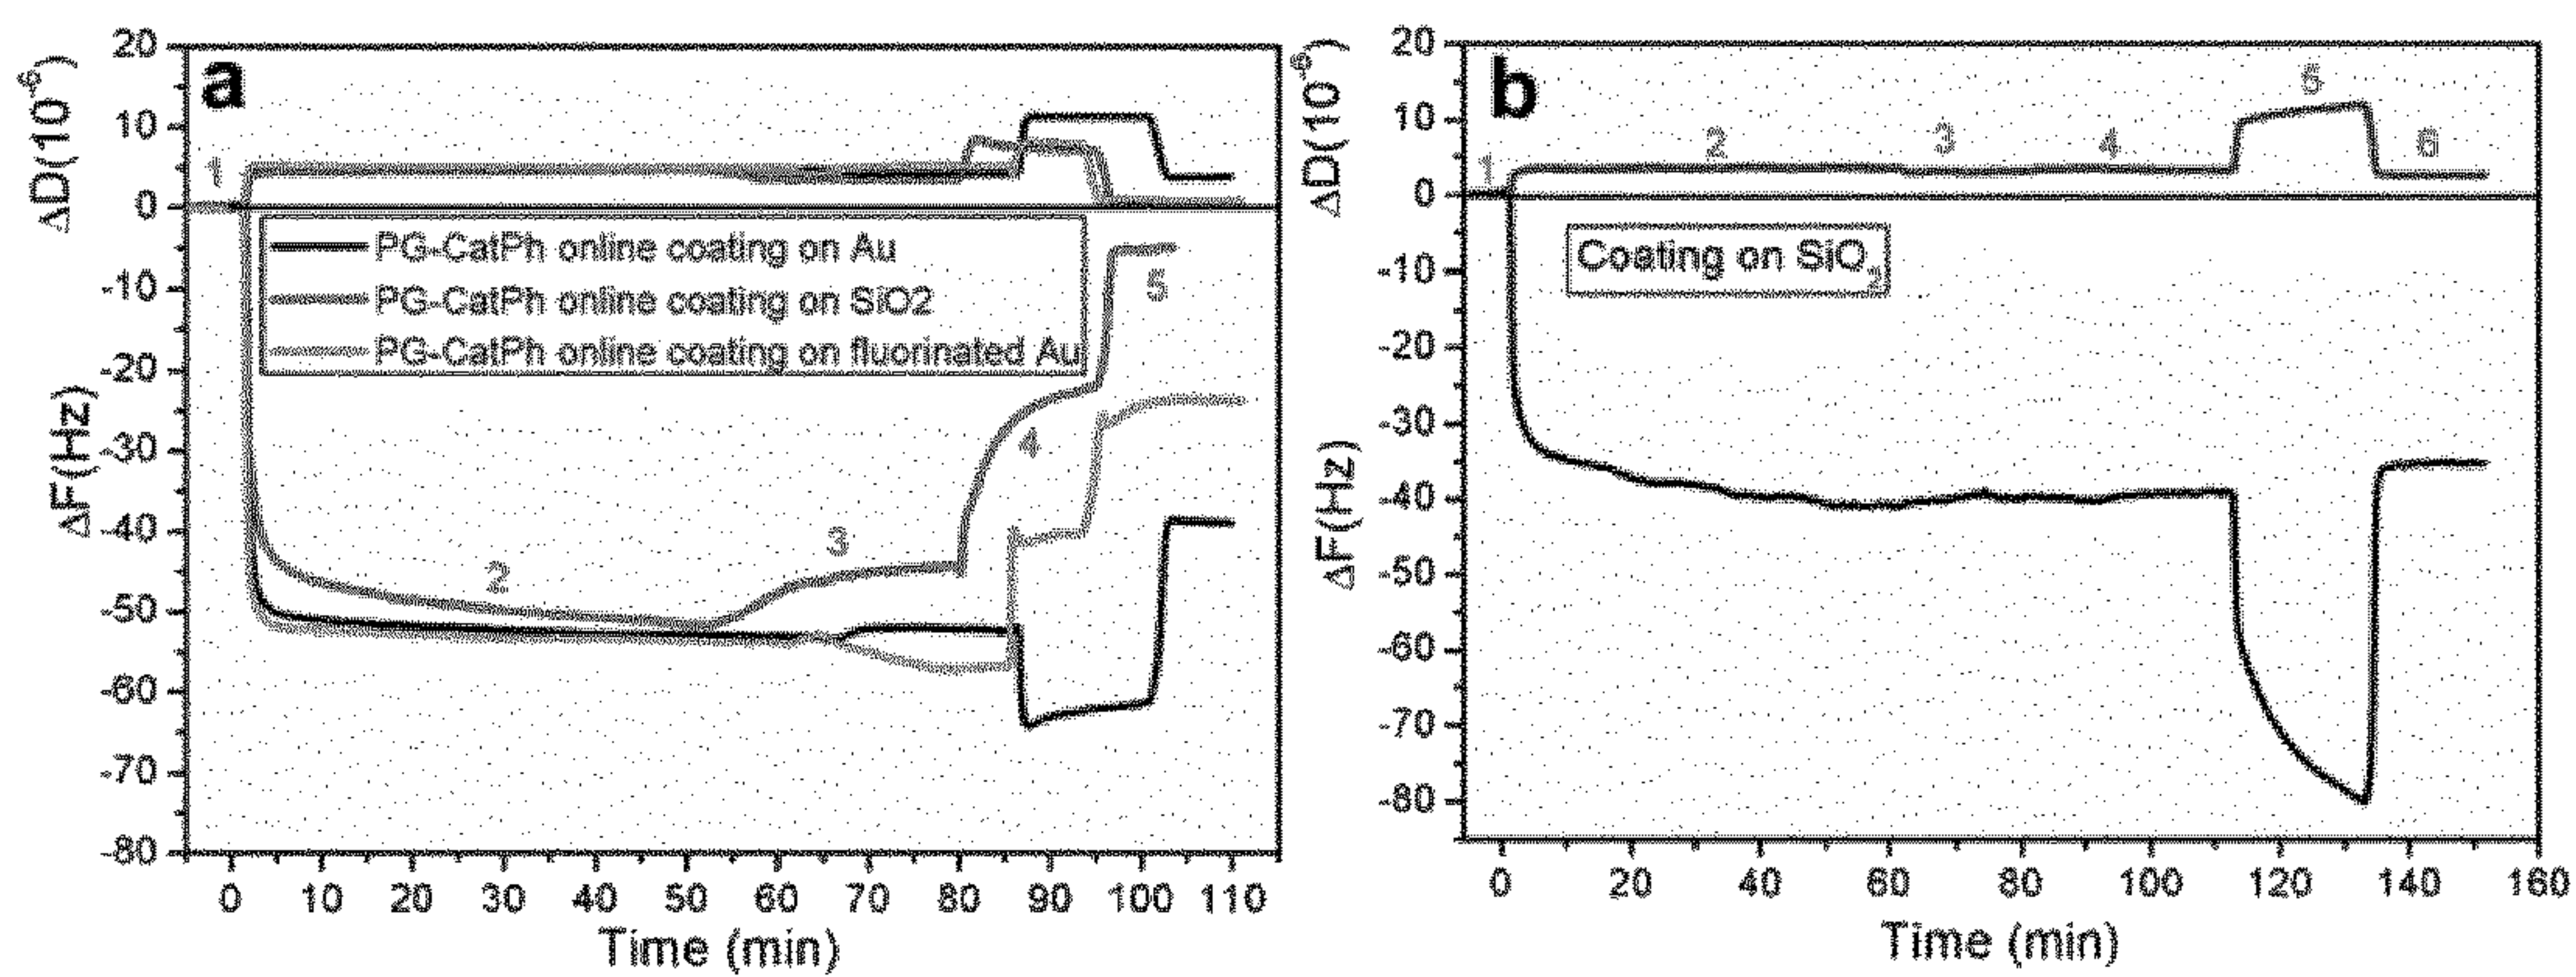 a
ΔD(10-6)
ΔF(Hz)
20
10
0
-10
-20
-30
-40
-50
-60
-70
-80
1
PG-CatPh online coating on Au
PG-CatPh online coating on SiO2
PG-CatPh online coating on fluorinated Au
2
3
4
5
0 10 20 30 40 50 60 70 80 90 100 110
Time (min)
b
ΔD(10-6)
ΔF(Hz)
20
10
0
-10
-20
-30
-40
-50
-60
-70
-80
1
2
3
4
5
6
Coating on SiO2
0 20 40 60 80 100 120 140 160
Time (min)